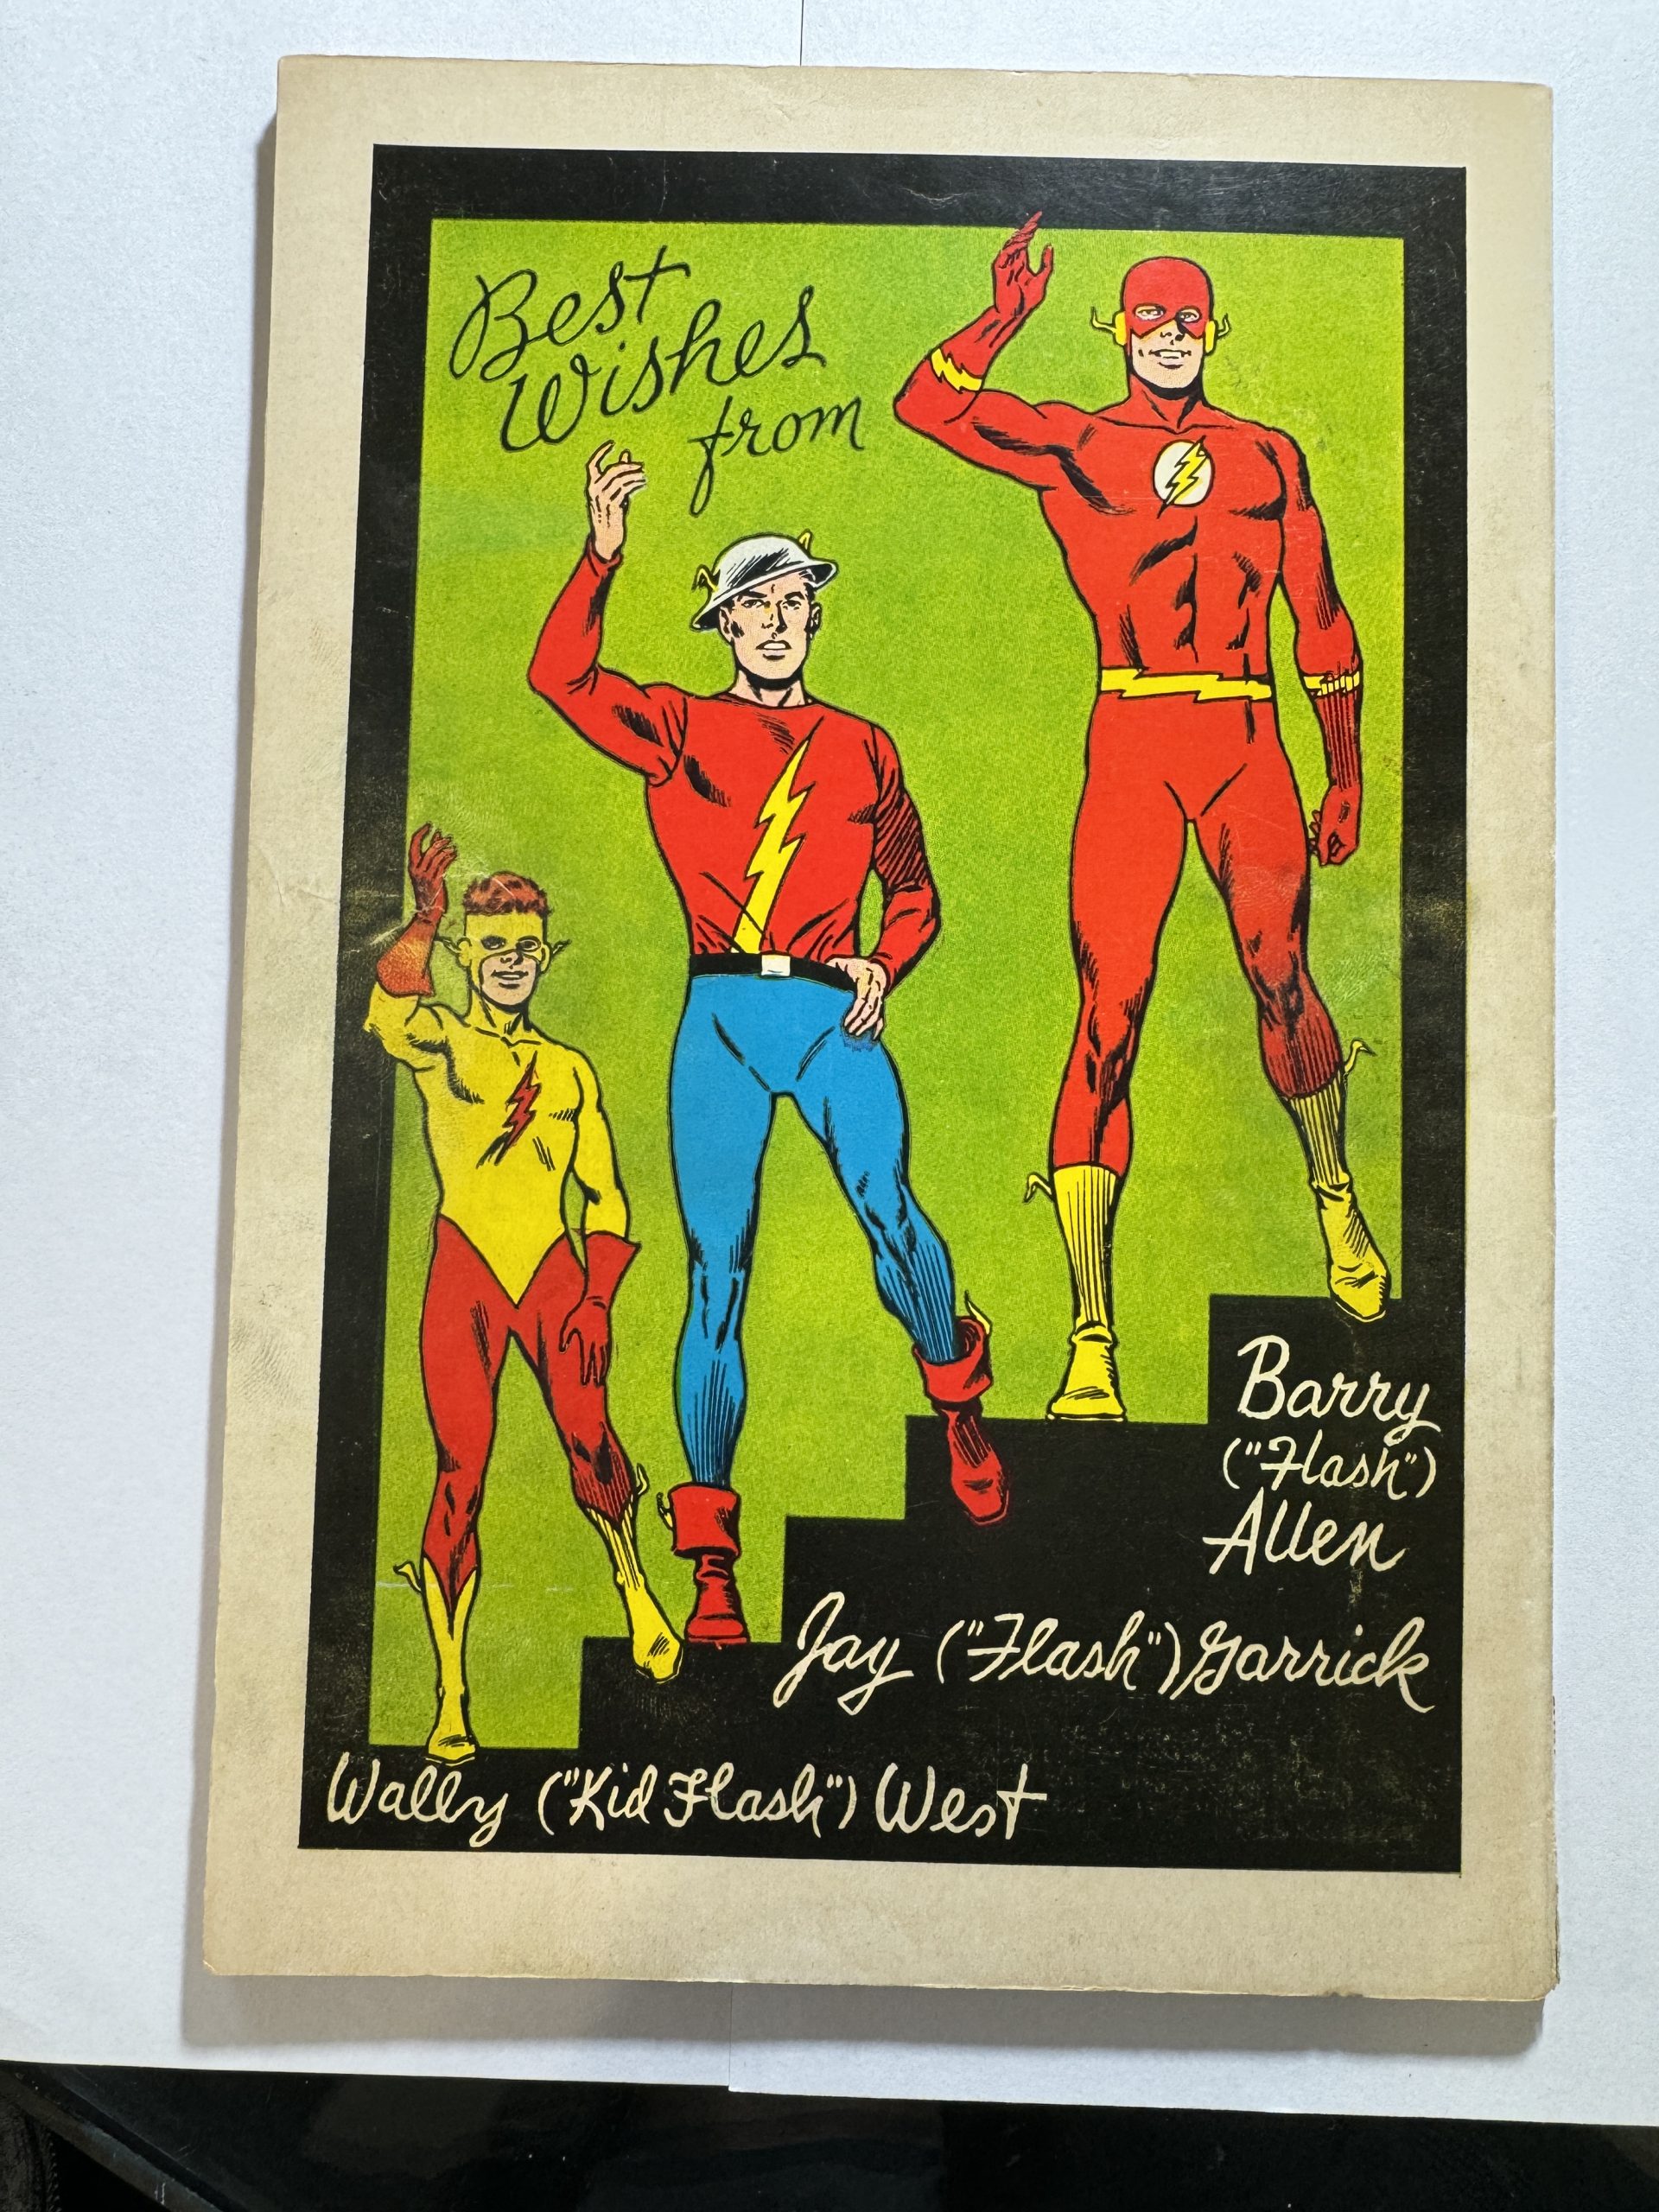 Best
Wishes
from
Barry
("Flash")
Allen
Jay ("Flash") Garrick
Wally ("Kid Flash") West